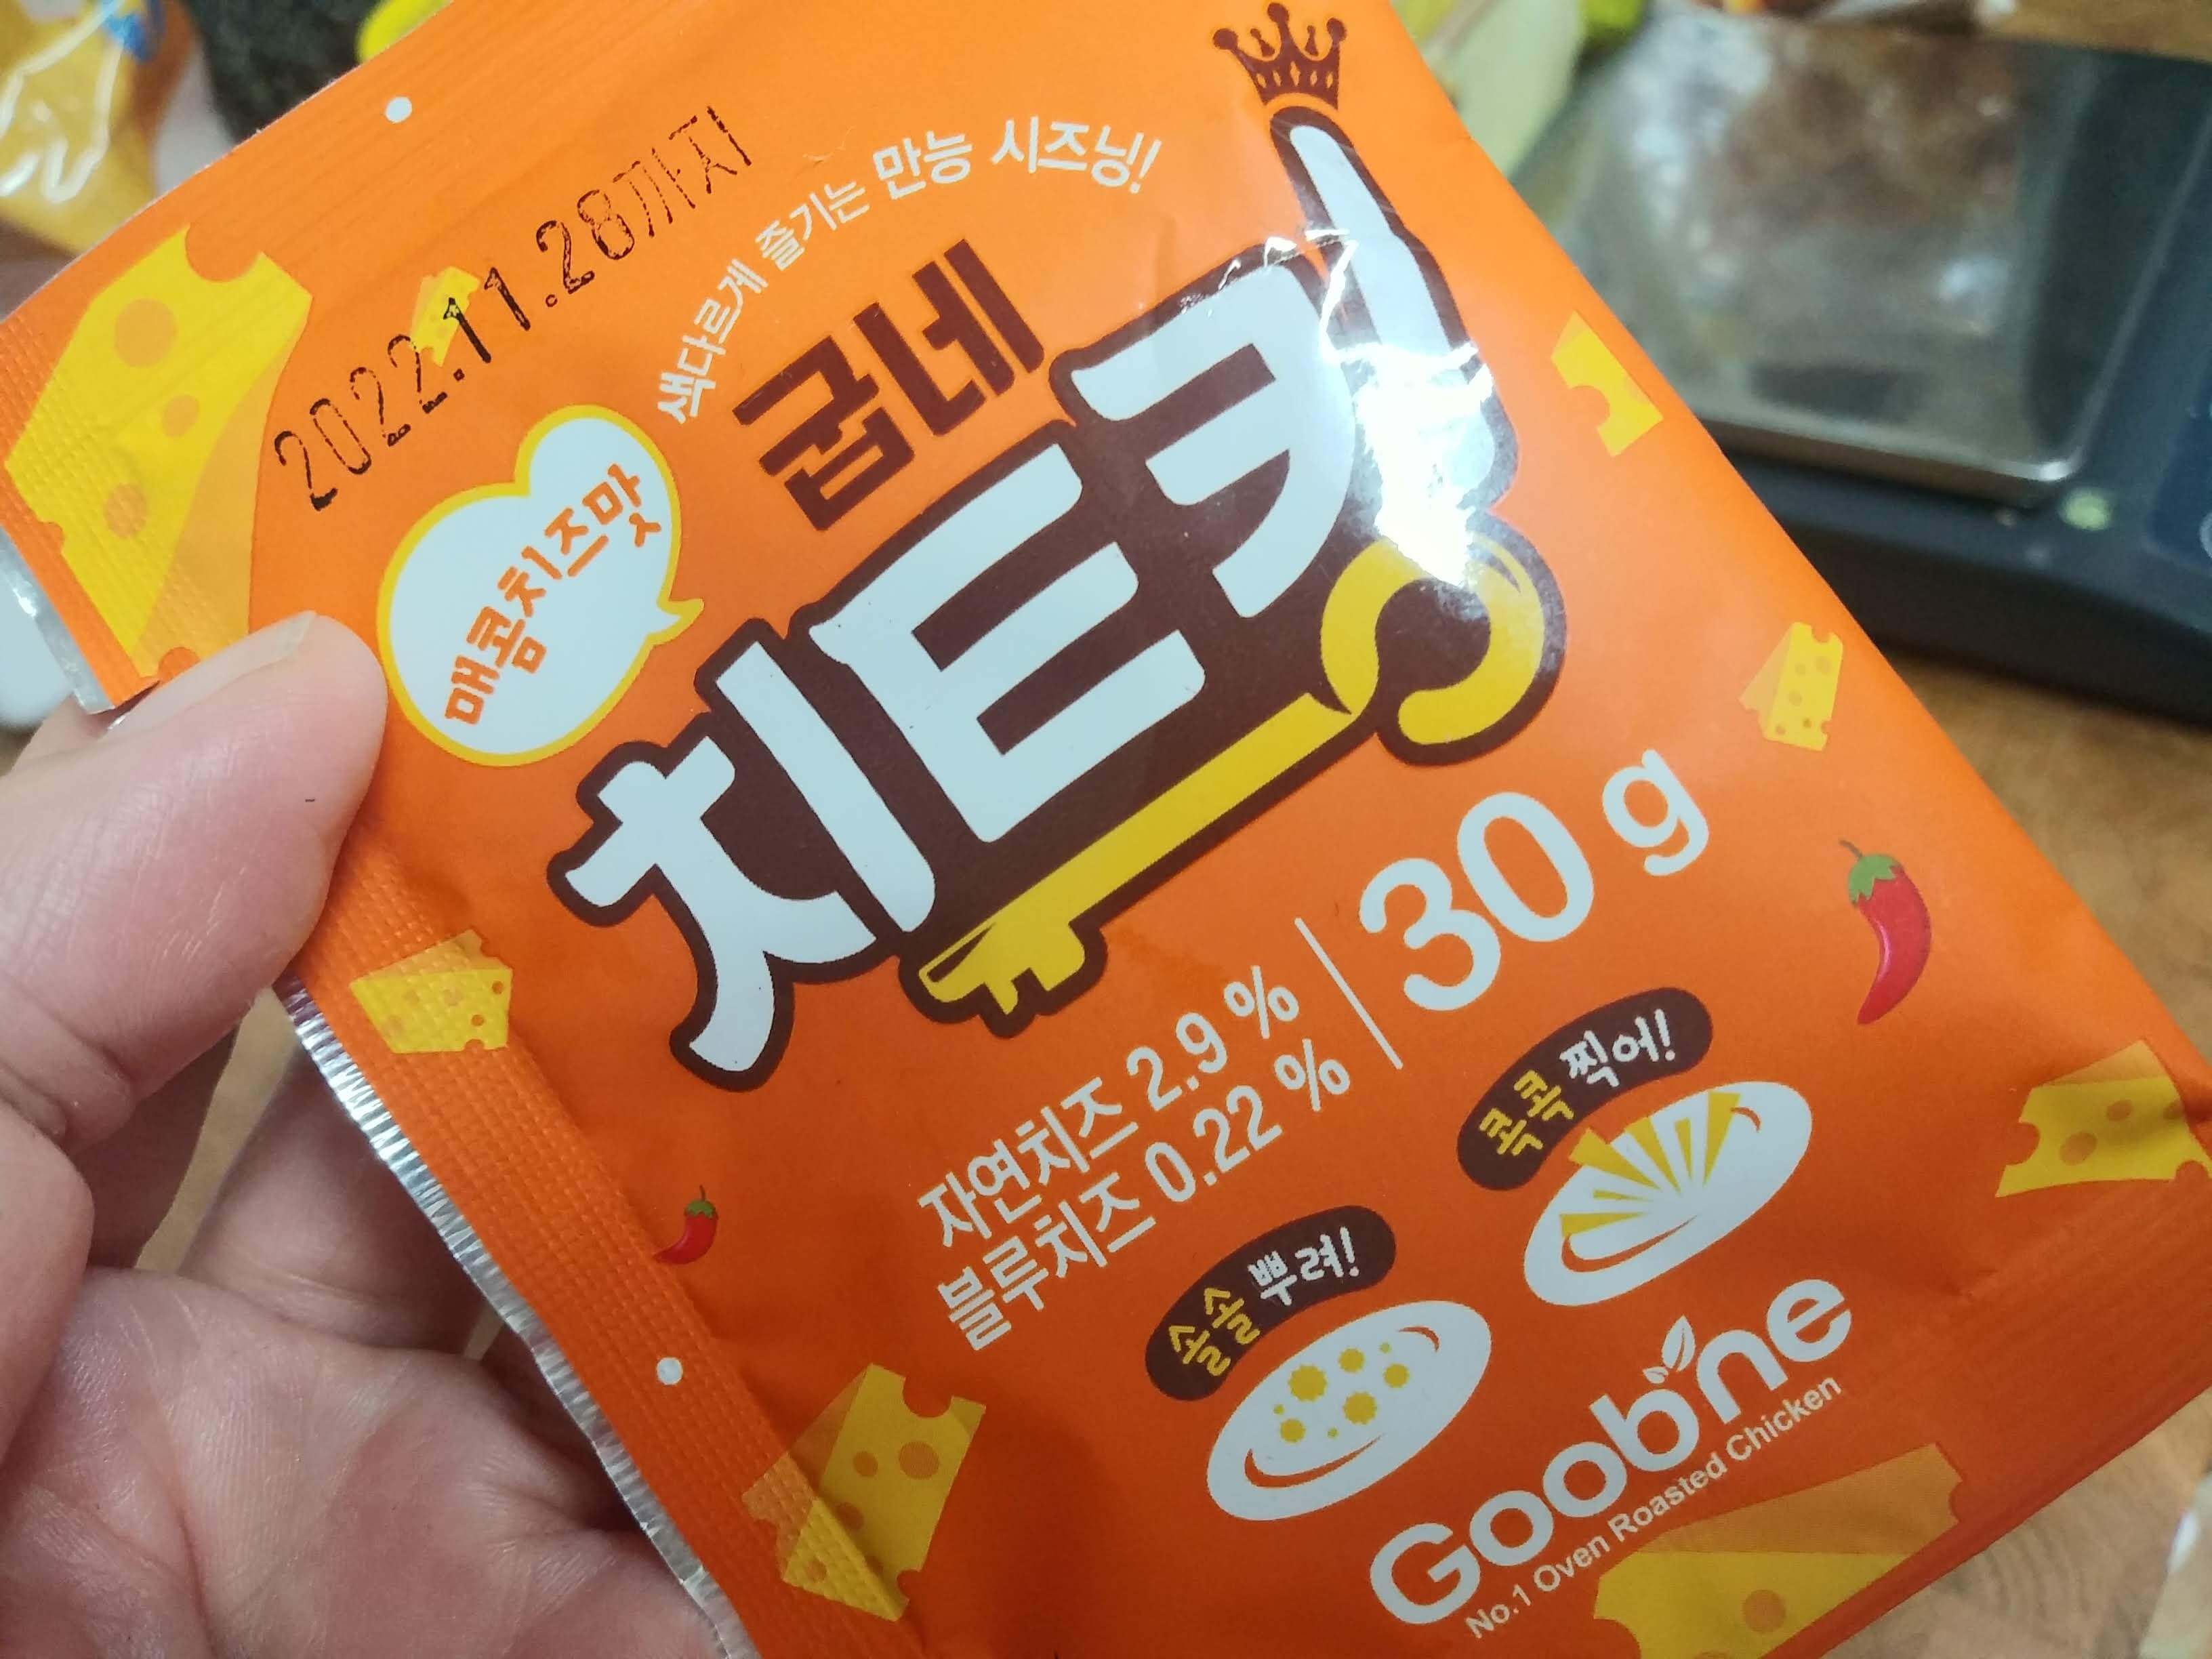 2022.11.28까지
색다르게 즐기는 만능 시즈닝!
굽네
치트킹
매콤치즈맛
자연치즈 2.9 %
블루치즈 0.22 %
30 g
솔솔 뿌려!
콕콕 찍어!
Goobne
No.1 Oven Roasted Chicken